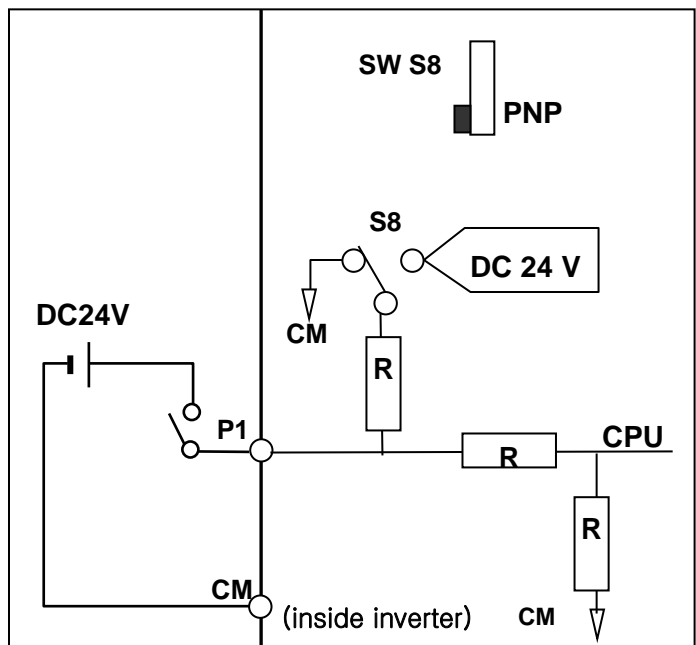 SW S8
PNP
S8
DC 24 V
CM
DC24V
R
P1
R
CPU
R
CM
(inside inverter)
CM